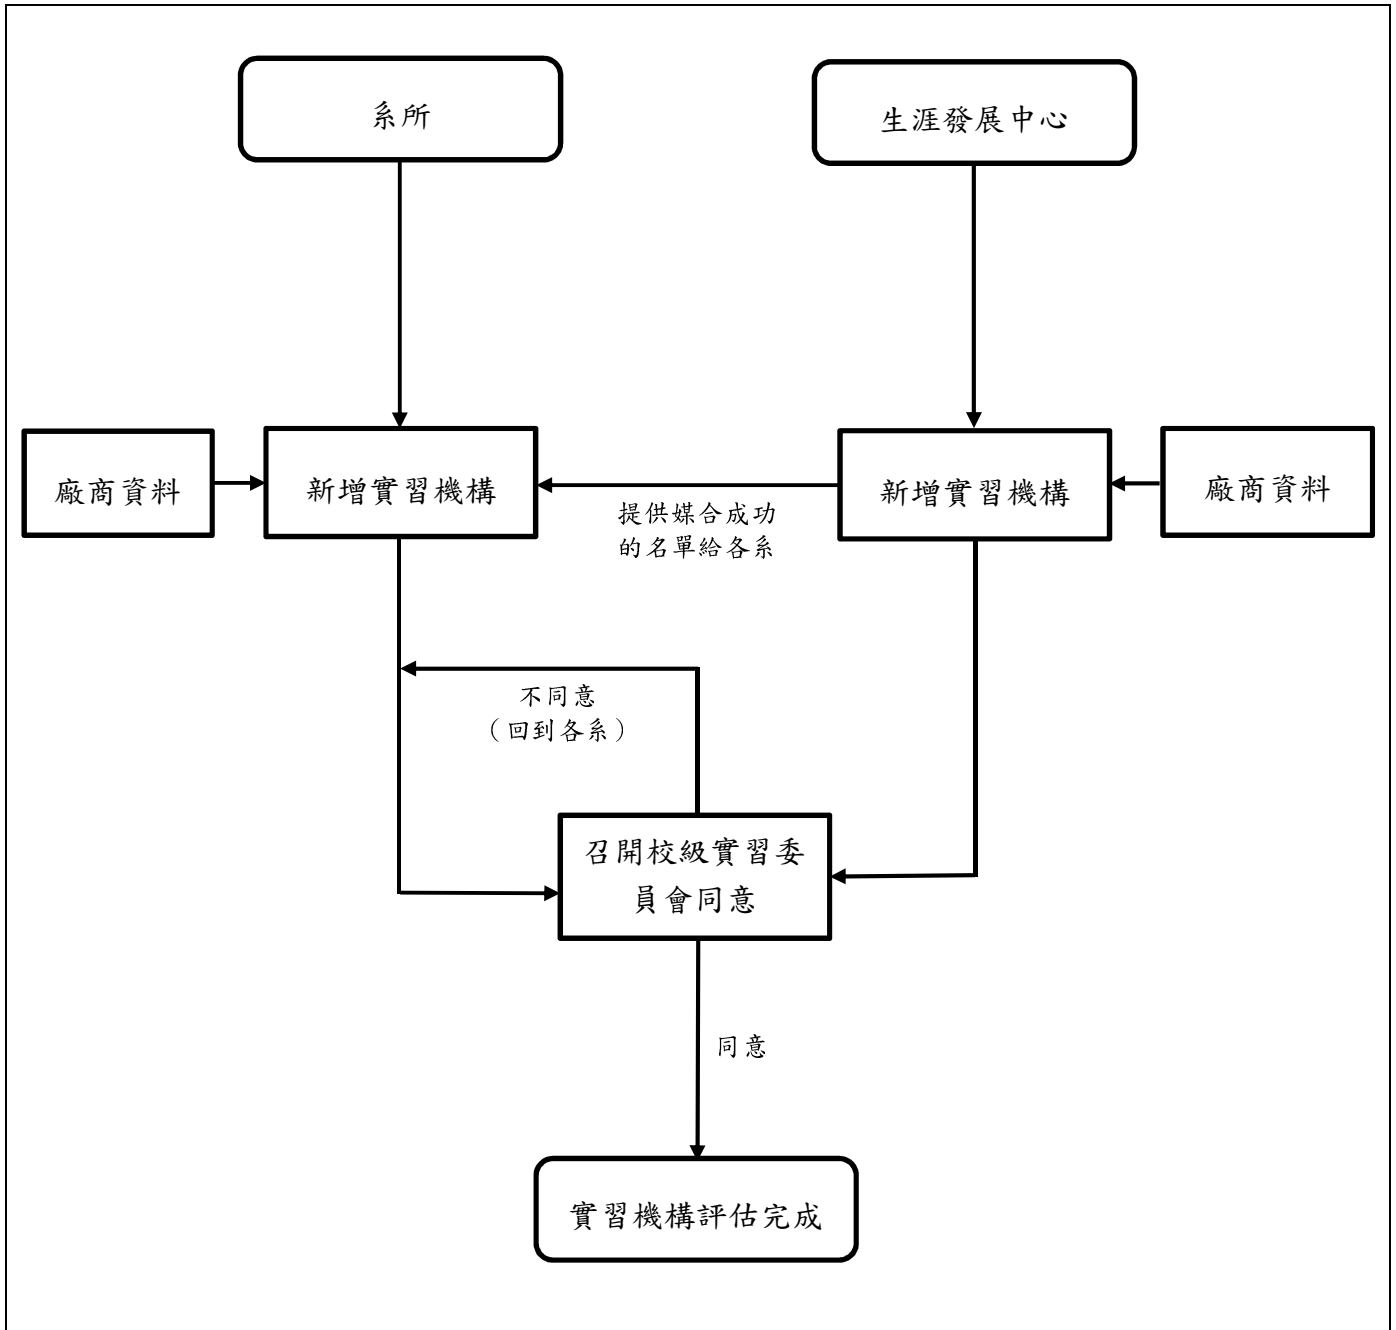 系所
生涯發展中心
廠商資料
新增實習機構
提供媒合成功
的名單給各系
新增實習機構
廠商資料
不同意
（回到各系）
召開校級實習委
員會同意
同意
實習機構評估完成